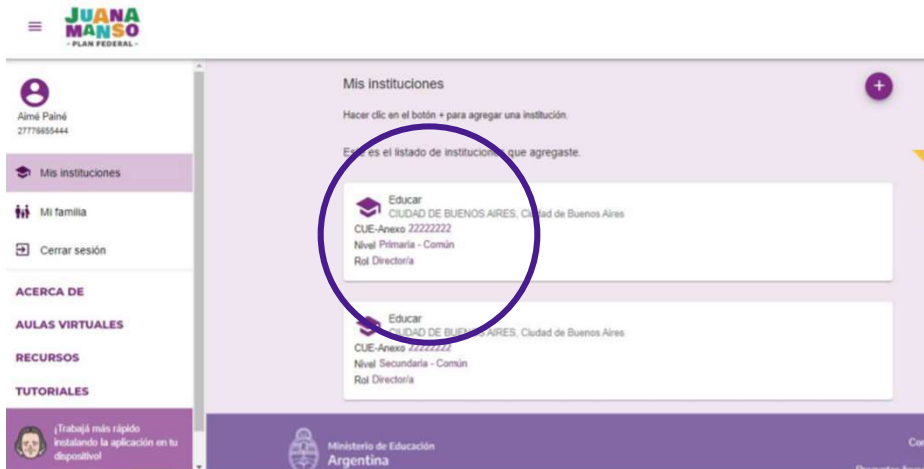 JUANA
MANSO
- PLAN FEDERAL -
Aimé Painé
27776655444
Mis instituciones
Mi familia
Cerrar sesión
ACERCA DE
AULAS VIRTUALES
RECURSOS
TUTORIALES
¡Trabajá más rápido
instalando la aplicación en tu
dispositivo!
Mis instituciones
+
Hacer clic en el botón + para agregar una institución.
Este es el listado de instituciones que agregaste.
Educar
CIUDAD DE BUENOS AIRES, Ciudad de Buenos Aires
CUE-Anexo 22222222
Nivel Primaria - Común
Rol Director/a
Educar
CIUDAD DE BUENOS AIRES, Ciudad de Buenos Aires
CUE-Anexo 22222222
Nivel Secundaria - Común
Rol Director/a
Ministerio de Educación
Argentina